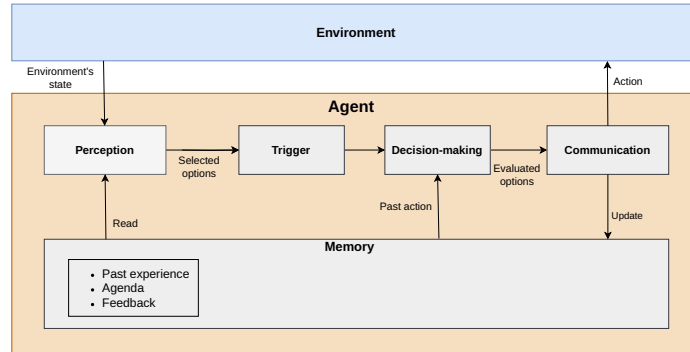 Environment
Environment's
state
Action
Agent
Perception
Selected
options
Trigger
Decision-making
Evaluated
options
Communication
Read
Past action
Update
Memory
• Past experience
• Agenda
• Feedback